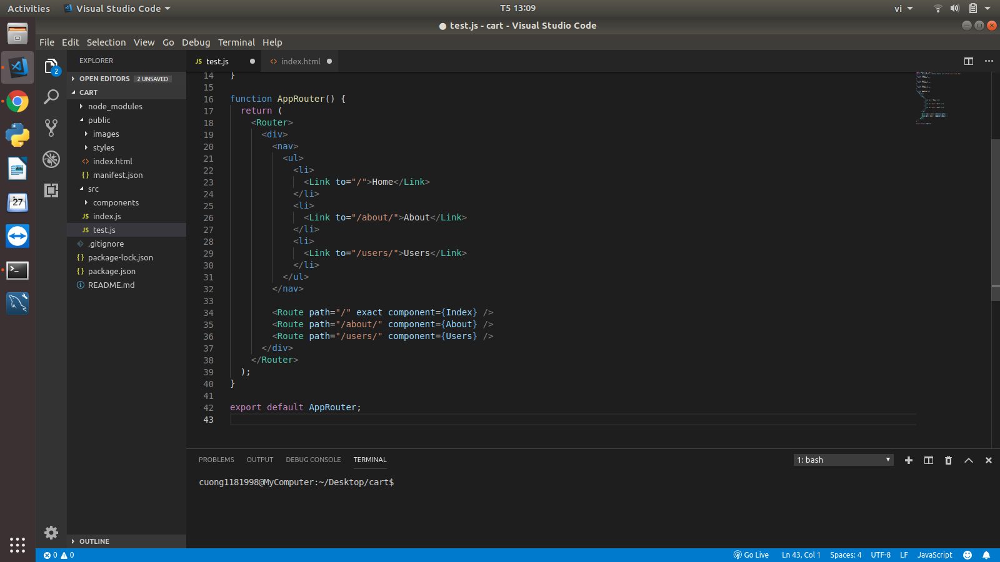 Activities Visual Studio Code T5 13:09 vi
● test.js - cart - Visual Studio Code
File Edit Selection View Go Debug Terminal Help
EXPLORER
OPEN EDITORS 2 UNSAVED
CART
node_modules
public
images
styles
<> index.html
{} manifest.json
src
components
JS index.js
JS test.js
.gitignore
{} package-lock.json
{} package.json
README.md
OUTLINE
2
27
JS test.js ● <> index.html ●
14 }
15
16 function AppRouter() {
17   return (
18     <Router>
19       <div>
20         <nav>
21           <ul>
22             <li>
23               <Link to="/">Home</Link>
24             </li>
25             <li>
26               <Link to="/about/">About</Link>
27             </li>
28             <li>
29               <Link to="/users/">Users</Link>
30             </li>
31           </ul>
32         </nav>
33
34         <Route path="/" exact component={Index} />
35         <Route path="/about/" component={About} />
36         <Route path="/users/" component={Users} />
37       </div>
38     </Router>
39   );
40 }
41
42 export default AppRouter;
43
PROBLEMS OUTPUT DEBUG CONSOLE TERMINAL 1: bash
cuong1181998@MyComputer:~/Desktop/cart$
0 0 Go Live Ln 43, Col 1 Spaces: 4 UTF-8 LF JavaScript